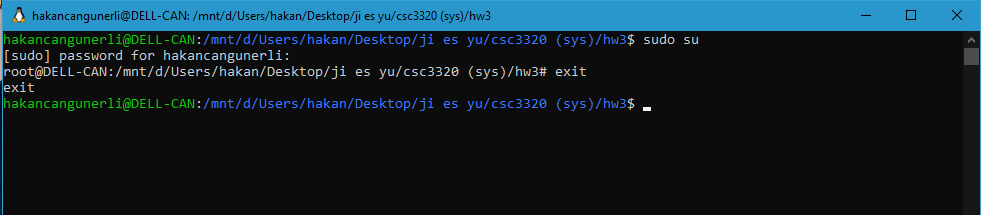 hakancangunerli@DELL-CAN: /mnt/d/Users/hakan/Desktop/ji es yu/csc3320 (sys)/hw3
hakancangunerli@DELL-CAN:/mnt/d/Users/hakan/Desktop/ji es yu/csc3320 (sys)/hw3$ sudo su
[sudo] password for hakancangunerli:
root@DELL-CAN:/mnt/d/Users/hakan/Desktop/ji es yu/csc3320 (sys)/hw3# exit
exit
hakancangunerli@DELL-CAN:/mnt/d/Users/hakan/Desktop/ji es yu/csc3320 (sys)/hw3$